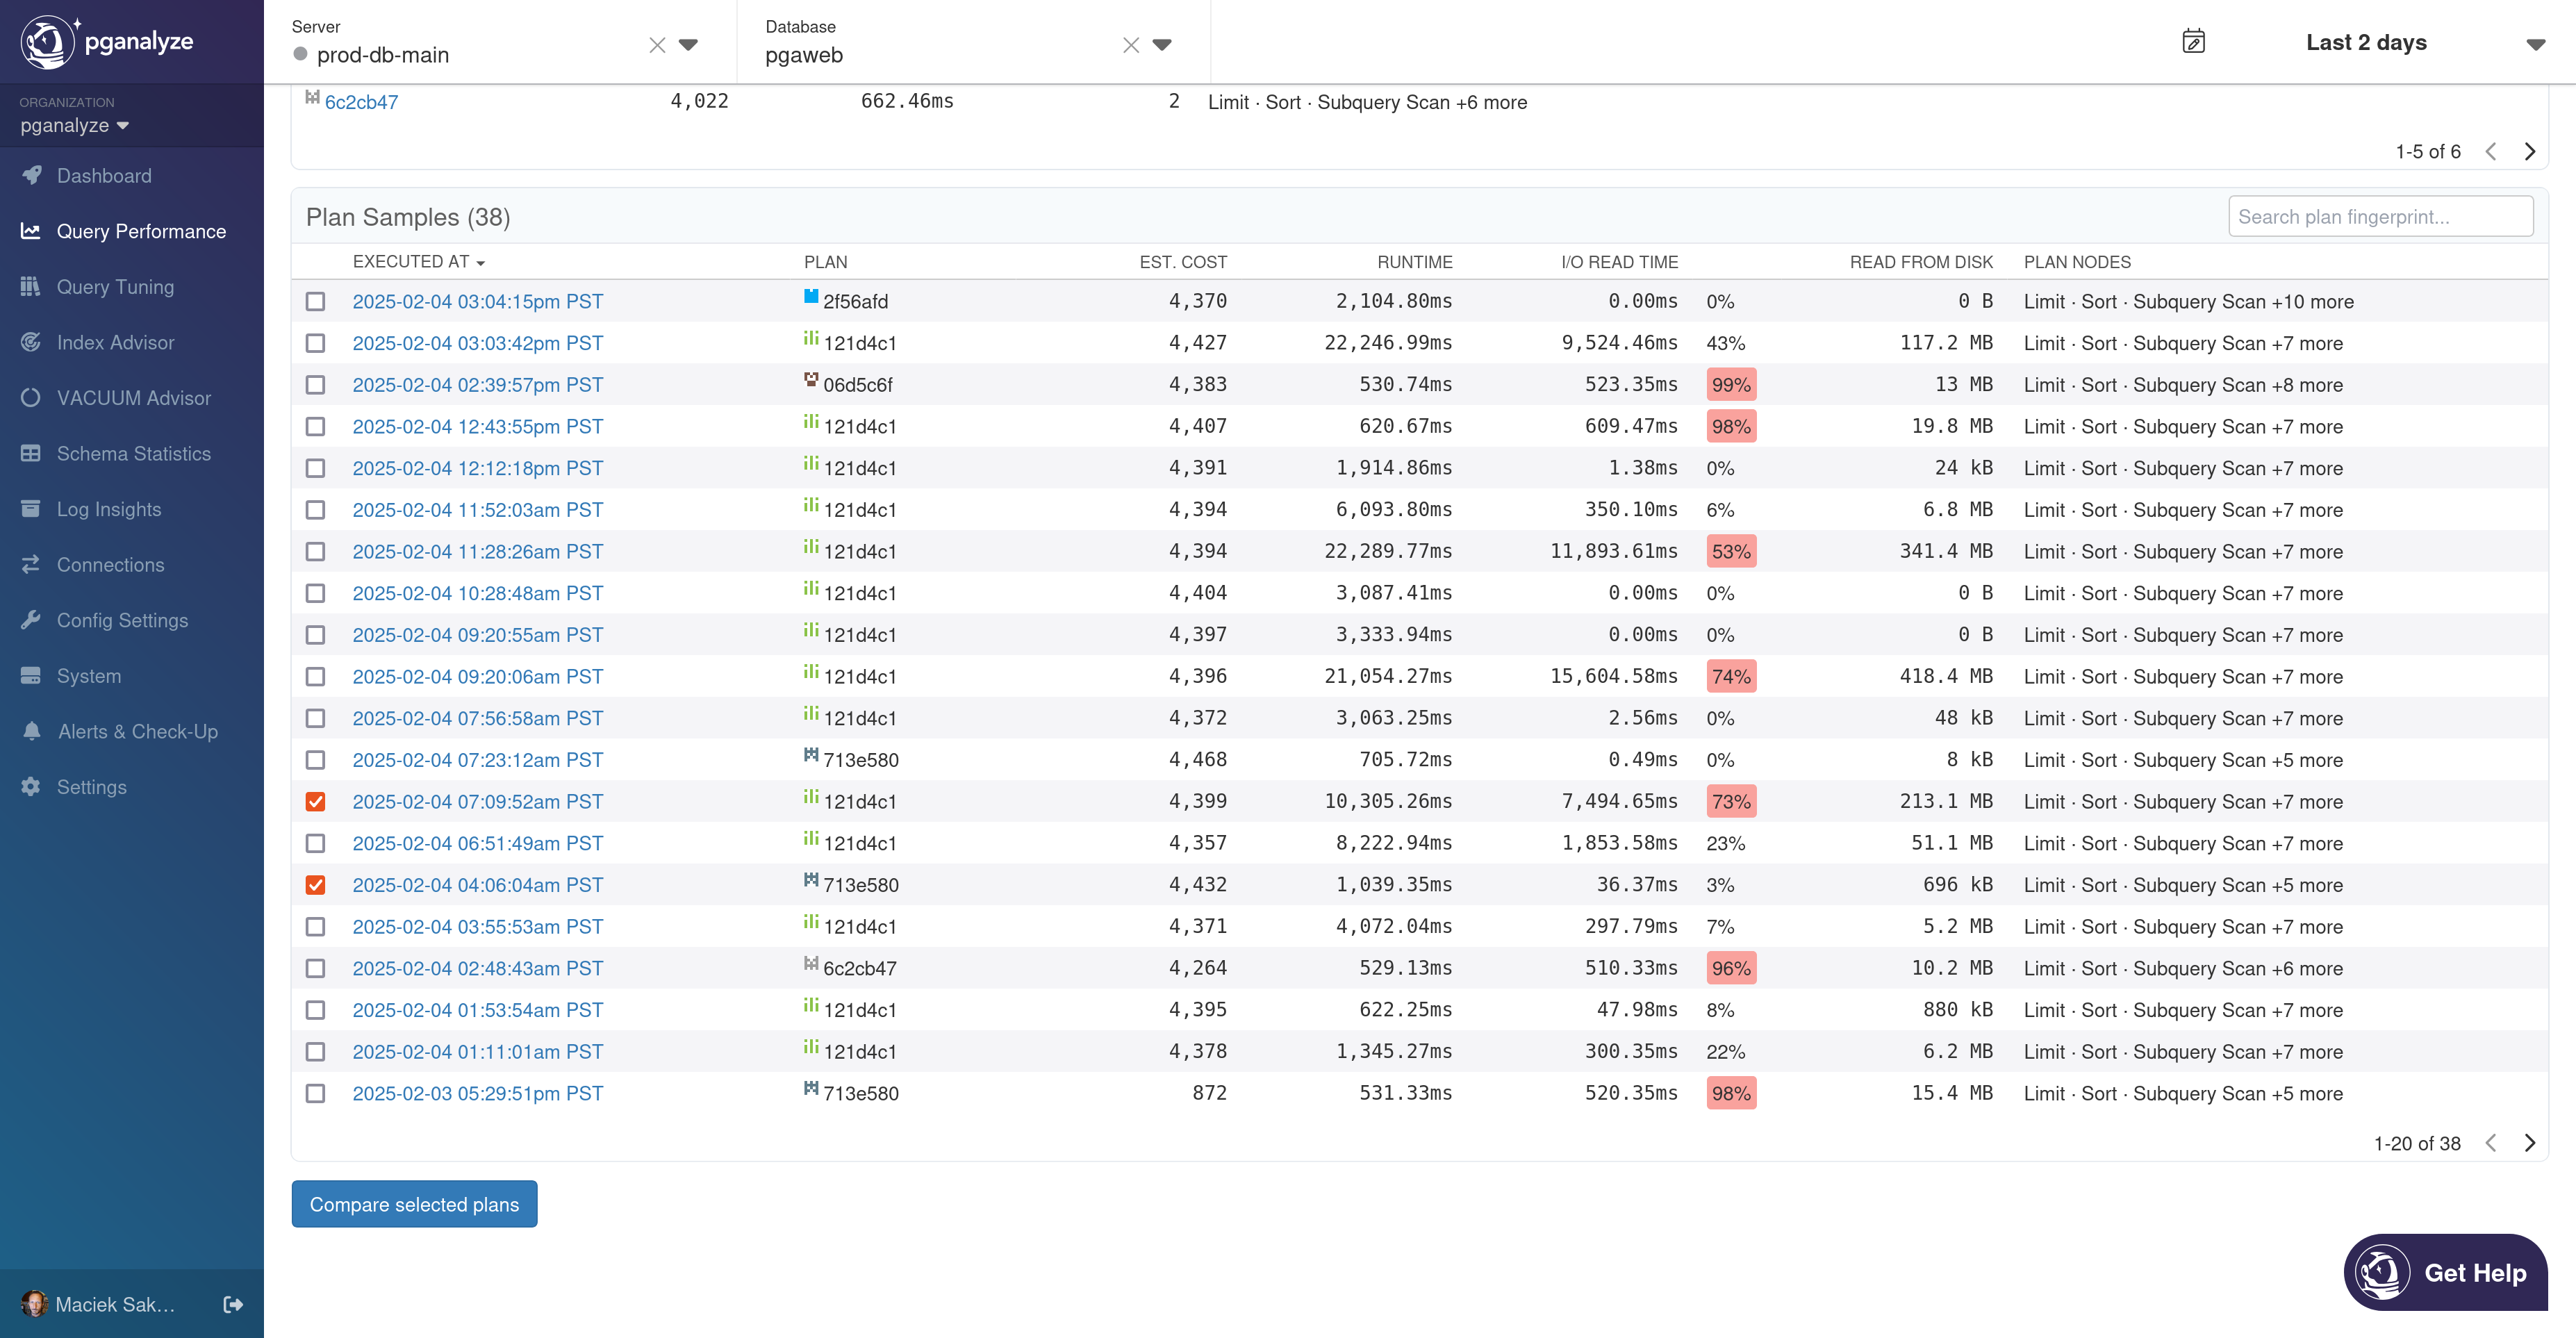 pganalyze
Server
prod-db-main
Database
pgaweb
Last 2 days
ORGANIZATION
pganalyze
Dashboard
Query Performance
Query Tuning
Index Advisor
VACUUM Advisor
Schema Statistics
Log Insights
Connections
Config Settings
System
Alerts & Check-Up
Settings
Maciek Sak...
6c2cb47 4,022 662.46ms 2 Limit · Sort · Subquery Scan +6 more
1-5 of 6
Plan Samples (38)
Search plan fingerprint...
EXECUTED AT PLAN EST. COST RUNTIME I/O READ TIME READ FROM DISK PLAN NODES
2025-02-04 03:04:15pm PST 2f56afd 4,370 2,104.80ms 0.00ms 0% 0 B Limit · Sort · Subquery Scan +10 more
2025-02-04 03:03:42pm PST 121d4c1 4,427 22,246.99ms 9,524.46ms 43% 117.2 MB Limit · Sort · Subquery Scan +7 more
2025-02-04 02:39:57pm PST 06d5c6f 4,383 530.74ms 523.35ms 99% 13 MB Limit · Sort · Subquery Scan +8 more
2025-02-04 12:43:55pm PST 121d4c1 4,407 620.67ms 609.47ms 98% 19.8 MB Limit · Sort · Subquery Scan +7 more
2025-02-04 12:12:18pm PST 121d4c1 4,391 1,914.86ms 1.38ms 0% 24 kB Limit · Sort · Subquery Scan +7 more
2025-02-04 11:52:03am PST 121d4c1 4,394 6,093.80ms 350.10ms 6% 6.8 MB Limit · Sort · Subquery Scan +7 more
2025-02-04 11:28:26am PST 121d4c1 4,394 22,289.77ms 11,893.61ms 53% 341.4 MB Limit · Sort · Subquery Scan +7 more
2025-02-04 10:28:48am PST 121d4c1 4,404 3,087.41ms 0.00ms 0% 0 B Limit · Sort · Subquery Scan +7 more
2025-02-04 09:20:55am PST 121d4c1 4,397 3,333.94ms 0.00ms 0% 0 B Limit · Sort · Subquery Scan +7 more
2025-02-04 09:20:06am PST 121d4c1 4,396 21,054.27ms 15,604.58ms 74% 418.4 MB Limit · Sort · Subquery Scan +7 more
2025-02-04 07:56:58am PST 121d4c1 4,372 3,063.25ms 2.56ms 0% 48 kB Limit · Sort · Subquery Scan +7 more
2025-02-04 07:23:12am PST 713e580 4,468 705.72ms 0.49ms 0% 8 kB Limit · Sort · Subquery Scan +5 more
2025-02-04 07:09:52am PST 121d4c1 4,399 10,305.26ms 7,494.65ms 73% 213.1 MB Limit · Sort · Subquery Scan +7 more
2025-02-04 06:51:49am PST 121d4c1 4,357 8,222.94ms 1,853.58ms 23% 51.1 MB Limit · Sort · Subquery Scan +7 more
2025-02-04 04:06:04am PST 713e580 4,432 1,039.35ms 36.37ms 3% 696 kB Limit · Sort · Subquery Scan +5 more
2025-02-04 03:55:53am PST 121d4c1 4,371 4,072.04ms 297.79ms 7% 5.2 MB Limit · Sort · Subquery Scan +7 more
2025-02-04 02:48:43am PST 6c2cb47 4,264 529.13ms 510.33ms 96% 10.2 MB Limit · Sort · Subquery Scan +6 more
2025-02-04 01:53:54am PST 121d4c1 4,395 622.25ms 47.98ms 8% 880 kB Limit · Sort · Subquery Scan +7 more
2025-02-04 01:11:01am PST 121d4c1 4,378 1,345.27ms 300.35ms 22% 6.2 MB Limit · Sort · Subquery Scan +7 more
2025-02-03 05:29:51pm PST 713e580 872 531.33ms 520.35ms 98% 15.4 MB Limit · Sort · Subquery Scan +5 more
1-20 of 38
Compare selected plans
Get Help